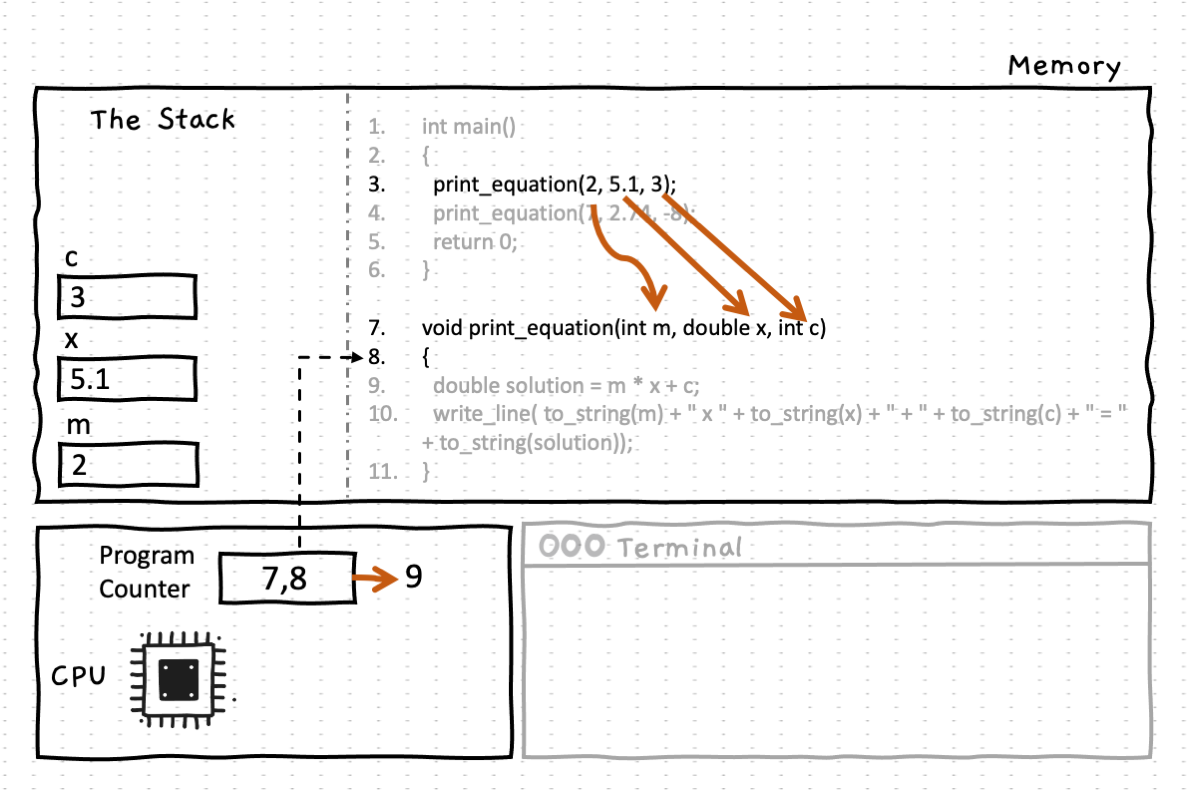 Memory
The Stack
c
3
x
5.1
m
2
1. int main()
2. {
3. print_equation(2, 5.1, 3);
4. print_equation(7, 2.74, -8);
5. return 0;
6. }
7. void print_equation(int m, double x, int c)
8. {
9. double solution = m * x + c;
10. write_line( to_string(m) + " x " + to_string(x) + " + " + to_string(c) + " = "
+ to_string(solution));
11. }
Program
Counter
7,8
9
CPU
Terminal